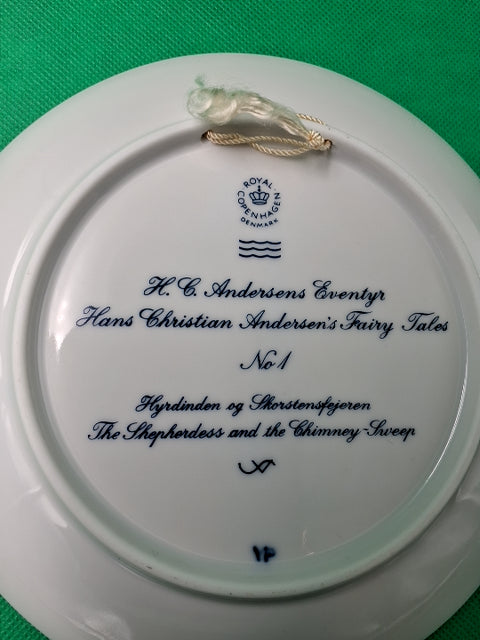 ROYAL
COPENHAGEN
DENMARK
H. C. Andersens Eventyr
Hans Christian Andersen's Fairy Tales
No 1
Hyrdinden og Skorstensfejeren
The Shepherdess and the Chimney-Sweep